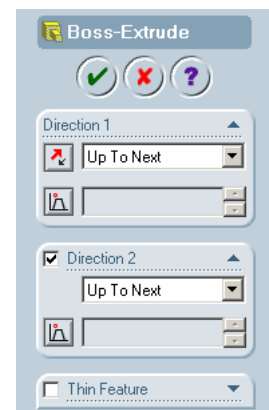 Boss-Extrude
?
Direction 1
Up To Next
Direction 2
Up To Next
Thin Feature